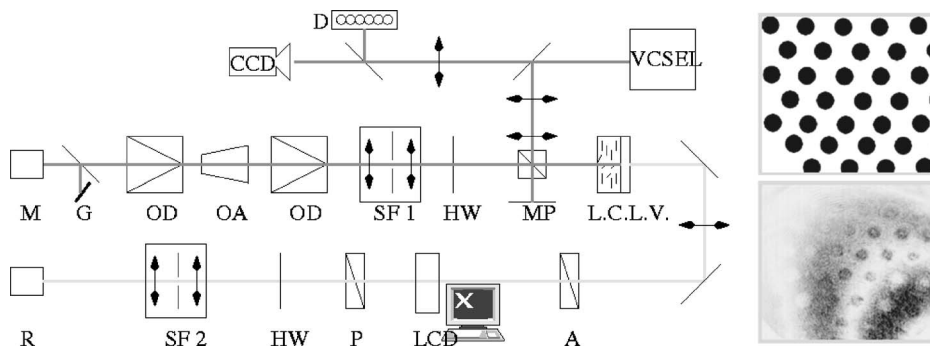 D
CCD
VCSEL
M G OD OA OD SF 1 HW MP L.C.L.V.
R SF 2 HW P LCD A
X